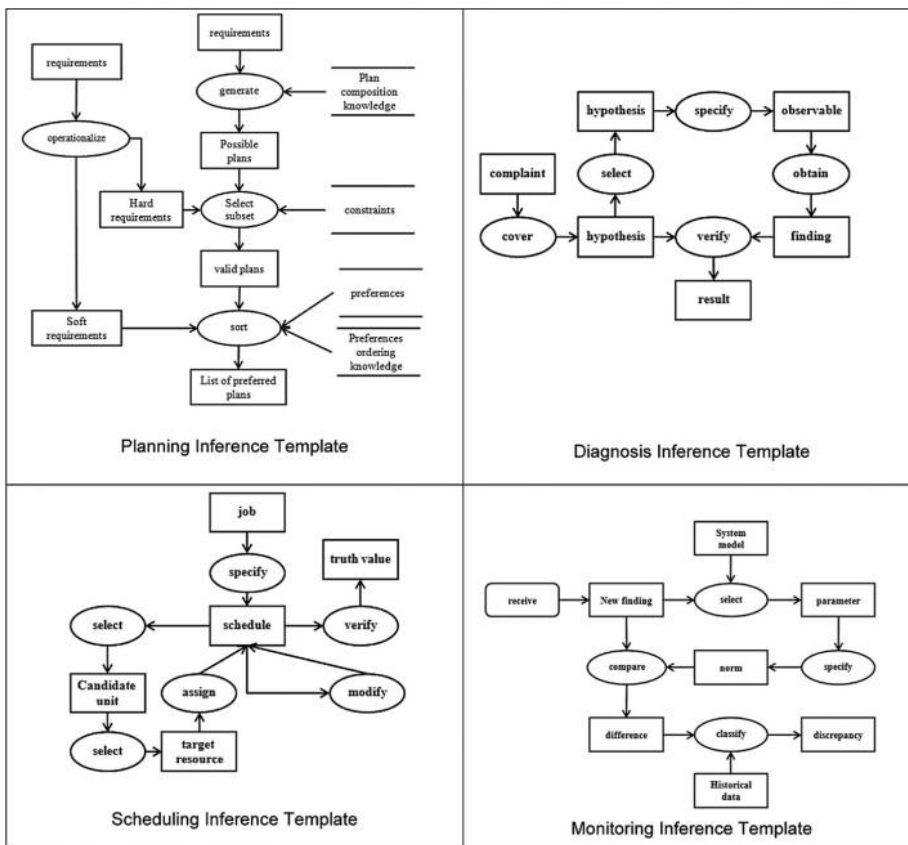 requirements
requirements
generate
Plan
composition
knowledge
operationalize
Possible
plans
Hard
requirements
Select
subset
constraints
valid plans
preferences
Soft
requirements
sort
Preferences
ordering
knowledge
List of preferred
plans
Planning Inference Template
hypothesis
specify
observable
complaint
select
obtain
cover
hypothesis
verify
finding
result
Diagnosis Inference Template
job
truth value
specify
select
schedule
verify
Candidate
unit
assign
modify
select
target
resource
Scheduling Inference Template
System
model
receive
New finding
select
parameter
compare
norm
specify
difference
classify
discrepancy
Historical
data
Monitoring Inference Template